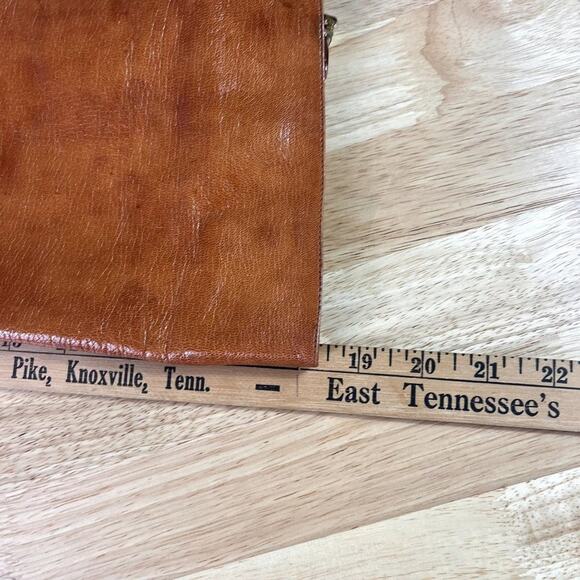 19 20 21 22
Pike, Knoxville, Tenn. – East Tennessee's